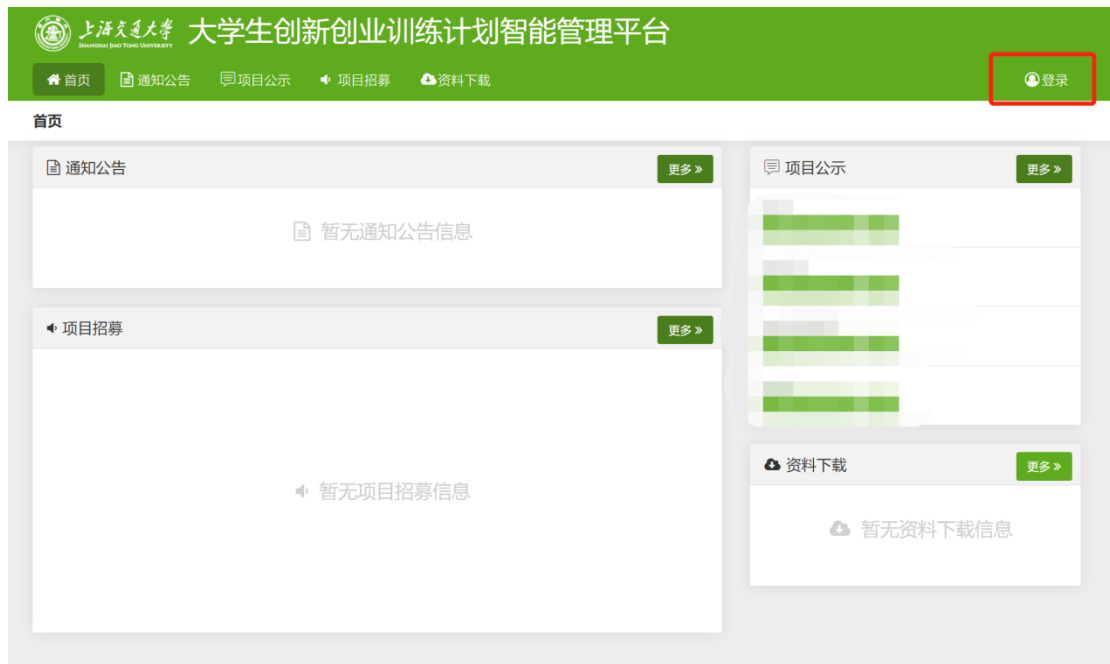 上海交通大学 大学生创新创业训练计划智能管理平台
SHANGHAI JIAO TONG UNIVERSITY
首页 通知公告 项目公示 项目招募 资料下载 登录
首页
通知公告 更多»
暂无通知公告信息
项目招募 更多»
暂无项目招募信息
项目公示 更多»
资料下载 更多»
暂无资料下载信息